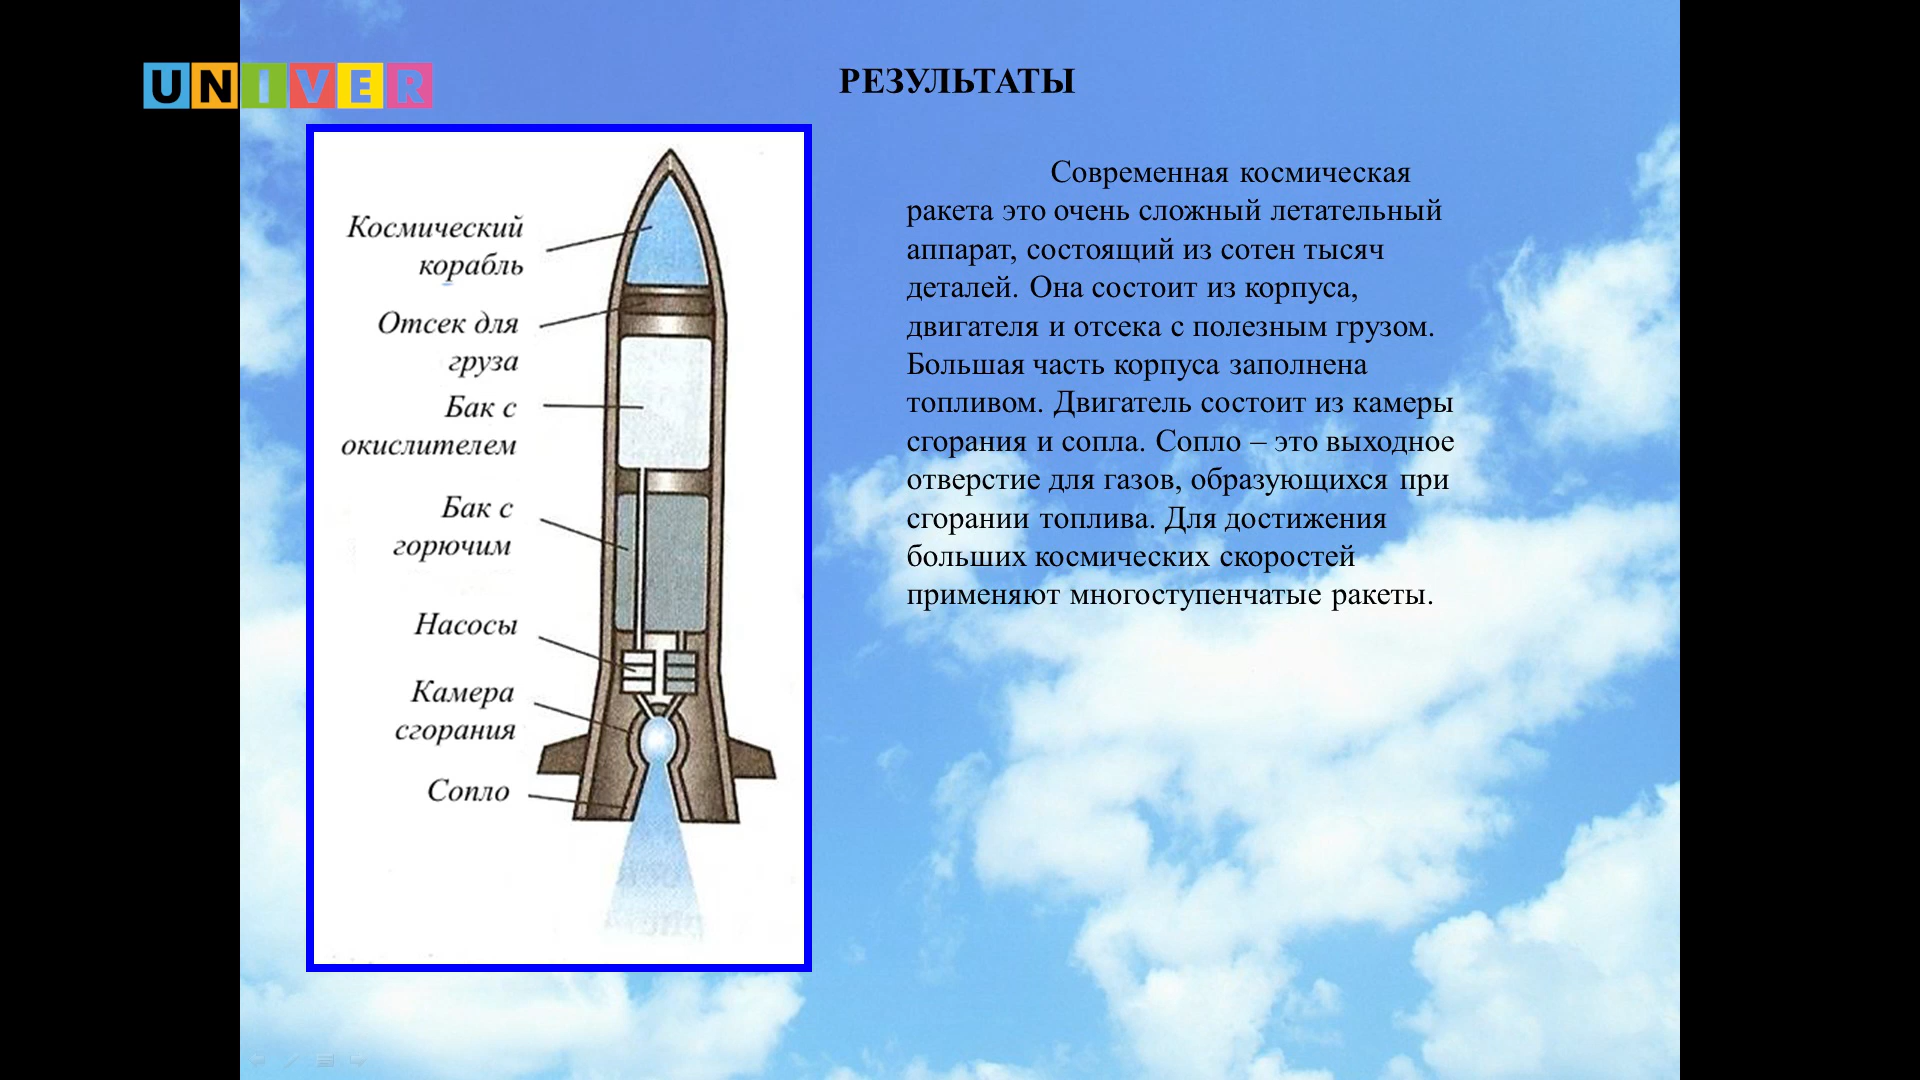 UNIVER
РЕЗУЛЬТАТЫ
Космический
корабль
Отсек для
груза
Бак с
окислителем
Бак с
горючим
Насосы
Камера
сгорания
Сопло
Современная космическая
ракета это очень сложный летательный
аппарат, состоящий из сотен тысяч
деталей. Она состоит из корпуса,
двигателя и отсека с полезным грузом.
Большая часть корпуса заполнена
топливом. Двигатель состоит из камеры
сгорания и сопла. Сопло – это выходное
отверстие для газов, образующихся при
сгорании топлива. Для достижения
больших космических скоростей
применяют многоступенчатые ракеты.